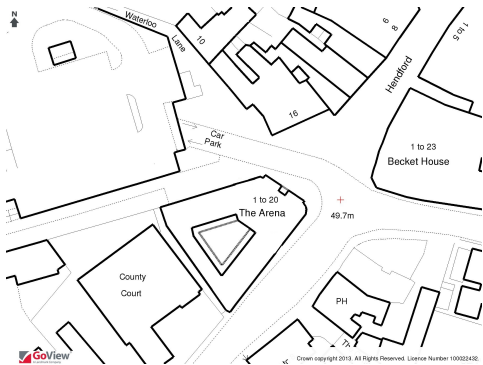 N
Waterloo
Lane
10
6
8
1 to 5
Hendford
16
Car
Park
1 to 23
Becket House
1 to 20
The Arena
49.7m
County
Court
PH
Th
GoView
Crown copyright 2013. All Rights Reserved. Licence Number 100022432.